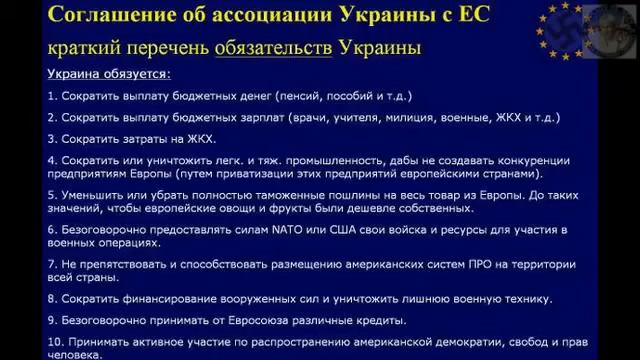 Соглашение об ассоциации Украины с ЕС
краткий перечень обязательств Украины
Украина обязуется:
1. Сократить выплату бюджетных денег (пенсий, пособий и т.д.)
2. Сократить выплату бюджетных зарплат (врачи, учителя, милиция, военные, ЖКХ и т.д.)
3. Сократить затраты на ЖКХ.
4. Сократить или уничтожить легк. и тяж. промышленность, дабы не создавать конкуренции
предприятиям Европы (путем приватизации этих предприятий европейскими странами).
5. Уменьшить или убрать полностью таможенные пошлины на весь товар из Европы. До таких
значений, чтобы европейские овощи и фрукты были дешевле собственных.
6. Безоговорочно предоставлять силам NATO или США свои войска и ресурсы для участия в
военных операциях.
7. Не препятствовать и способствовать размещению американских систем ПРО на территории
всей страны.
8. Сократить финансирование вооруженных сил и уничтожить лишнюю военную технику.
9. Безоговорочно принимать от Евросоюза различные кредиты.
10. Принимать активное участие по распространению американской демократии, свобод и прав
человека.